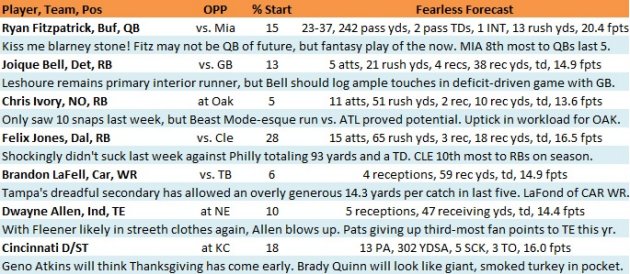 Player, Team, Pos OPP % Start Fearless Forecast
Ryan Fitzpatrick, Buf, QB vs. Mia 15 23-37, 242 pass yds, 2 pass TDs, 1 INT, 13 rush yds, 20.4 fpts
Kiss me blarney stone! Fitz may not be QB of future, but fantasy play of the now. MIA 8th most to QBs last 5.
Joique Bell, Det, RB vs. GB 13 5 atts, 21 rush yds, 4 recs, 38 rec yds, td, 14.9 fpts
Leshoure remains primary interior runner, but Bell should log ample touches in deficit-driven game with GB.
Chris Ivory, NO, RB at Oak 5 11 atts, 51 rush yds, 2 rec, 10 rec yds, td, 13.6 fpts
Only saw 10 snaps last week, but Beast Mode-esque run vs. ATL proved potential. Uptick in workload for OAK.
Felix Jones, Dal, RB vs. Cle 28 15 atts, 65 rush yds, 3 rec, 18 rec yds, td, 16.5 fpts
Shockingly didn't suck last week against Philly totaling 93 yards and a TD. CLE 10th most to RBs on season.
Brandon LaFell, Car, WR vs. TB 6 4 receptions, 59 rec yds, td, 14.9 fpts
Tampa's dreadful secondary has allowed an overly generous 14.3 yards per catch in last five. LaFond of CAR WR.
Dwayne Allen, Ind, TE at NE 10 5 receptions, 47 receiving yds, td, 14.4 fpts
With Fleener likely in streeth clothes again, Allen blows up. Pats giving up third-most fan points to TE this yr.
Cincinnati D/ST at KC 18 13 PA, 302 YDSA, 5 SCK, 3 TO, 16.0 fpts
Geno Atkins will think Thanksgiving has come early. Brady Quinn will look like giant, smoked turkey in pocket.